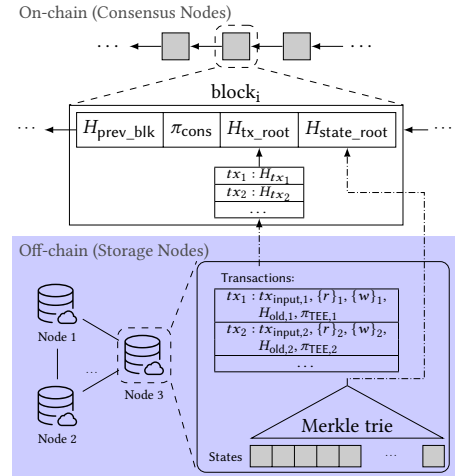 On-chain (Consensus Nodes)
... ...
block_i
... H_prev_blk π_cons H_tx_root H_state_root ...
tx_1 : H_tx_1
tx_2 : H_tx_2
...
Off-chain (Storage Nodes)
Transactions:
tx_1 : tx_input,1, {r}_1, {w}_1,
H_old,1, π_TEE,1
tx_2 : tx_input,2, {r}_2, {w}_2,
H_old,2, π_TEE,2
...
Node 1
...
Node 3
Node 2
Merkle trie
States ...